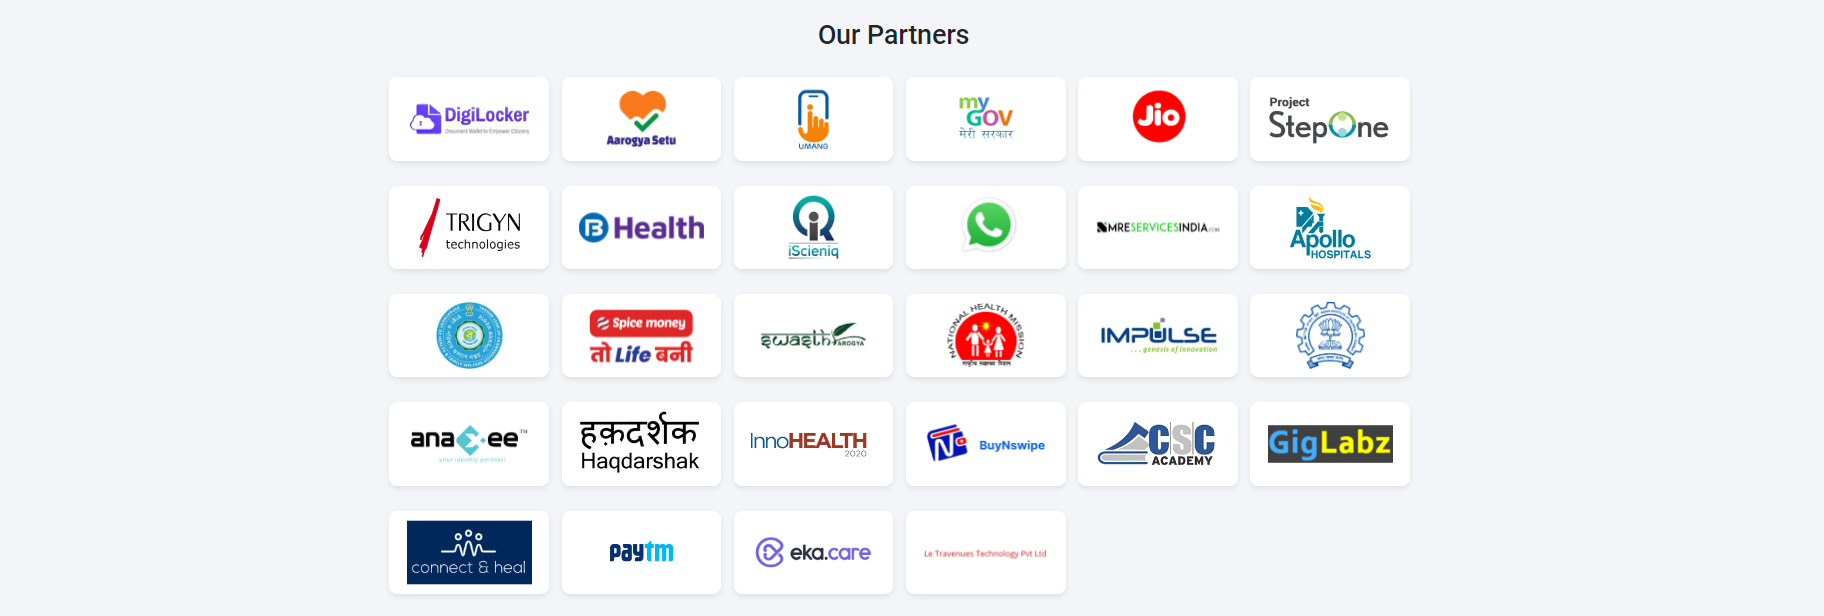 Our Partners
DigiLocker
Document Wallet to Empower Citizens
Aarogya Setu
UMANG
my
GOV
मेरी सरकार
Jio
Project
StepOne
TRIGYN
technologies
B Health
iScieniq
NMRESERVICESINDIA.COM
Apollo
HOSPITALS
Spice money
तो Life बनी
swasth
AROGYA
NATIONAL HEALTH MISSION
राष्ट्रीय स्वास्थ्य मिशन
IMPULSE
... genesis of innovation
anaxee™
your identity partner!
हक़दर्शक
Haqdarshak
InnoHEALTH
2020
BuyNswipe
CSC
ACADEMY
GigLabz
connect & heal
paytm
eka.care
Le Travenues Technology Pvt Ltd